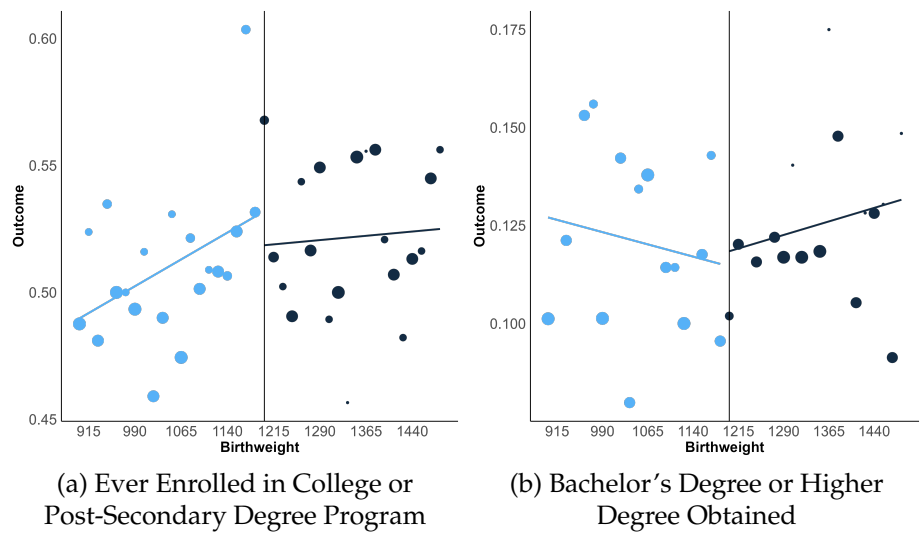 0.60
0.55
0.50
0.45
Outcome
915 990 1065 1140 1215 1290 1365 1440
Birthweight
(a) Ever Enrolled in College or
Post-Secondary Degree Program
0.175
0.150
0.125
0.100
Outcome
915 990 1065 1140 1215 1290 1365 1440
Birthweight
(b) Bachelor's Degree or Higher
Degree Obtained